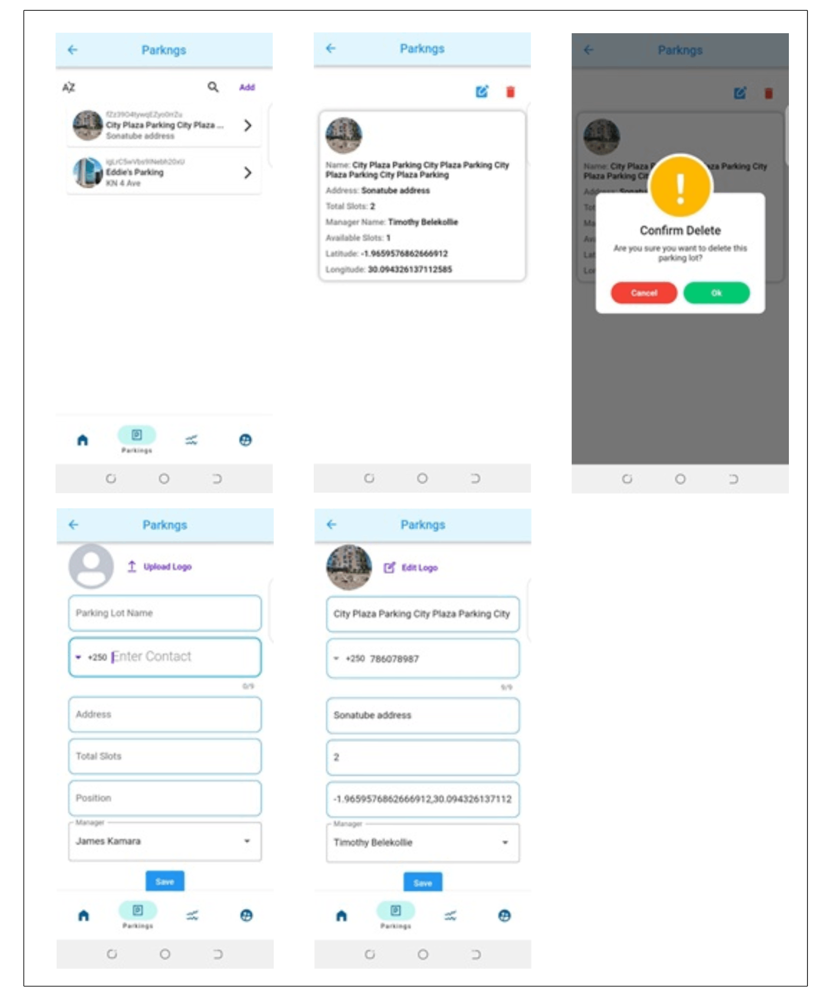 Parkngs
AZ
Add
City Plaza Parking City Plaza ...
Sonatube address
Eddie's Parking
KN 4 Ave
Parkings
Parkngs
Name: City Plaza Parking City Plaza Parking City
Plaza Parking City Plaza Parking
Address: Sonatube address
Total Slots: 2
Manager Name: Timothy Belekollie
Available Slots: 1
Latitude: -1.9659576862666912
Longitude: 30.094326137112585
Parkngs
Name: City Plaza P
za Parking City
Plaza Parking Cit
Address: Sonatu
Tot
Ma
Ava
Lat
Lon
Confirm Delete
Are you sure you want to delete this
parking lot?
Cancel
Ok
Parkngs
Upload Logo
Parking Lot Name
+250 Enter Contact
0/9
Address
Total Slots
Position
Manager
James Kamara
Save
Parkings
Parkngs
Edit Logo
City Plaza Parking City Plaza Parking City
+250 786078987
9/9
Sonatube address
2
-1.9659576862666912,30.094326137112
Manager
Timothy Belekollie
Save
Parkings